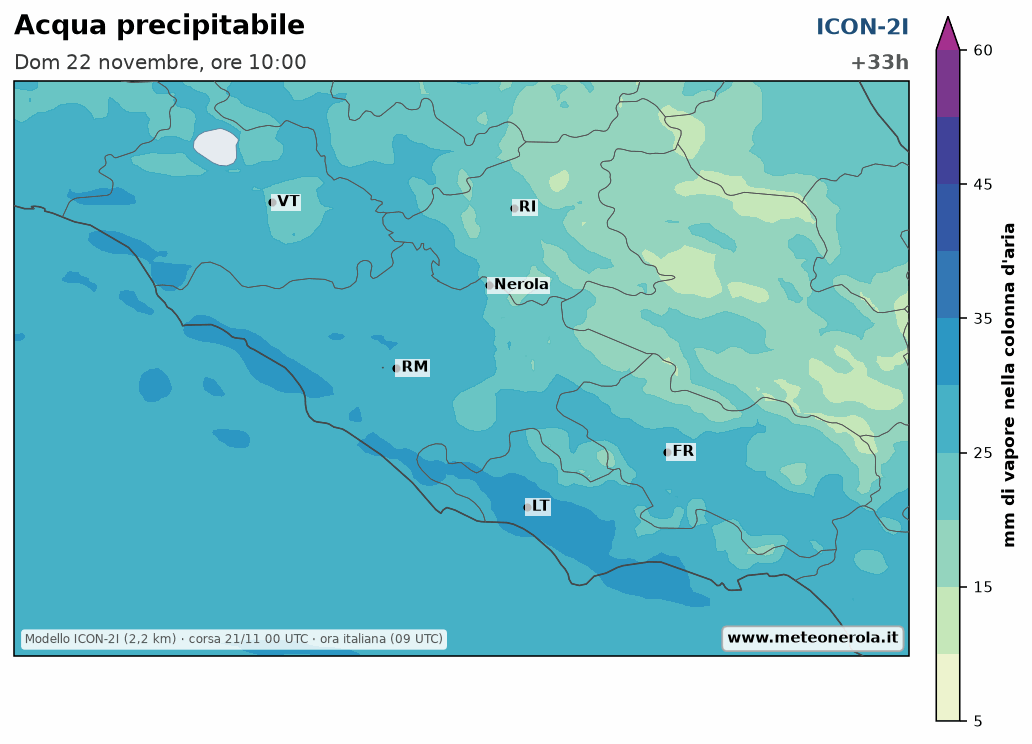 Acqua precipitabile
ICON-2I
Dom 22 novembre, ore 10:00
+33h
VT
RI
Nerola
RM
FR
LT
Modello ICON-2I (2,2 km) · corsa 21/11 00 UTC · ora italiana (09 UTC)
www.meteonerola.it
60
45
35
25
15
5
mm di vapore nella colonna d'aria